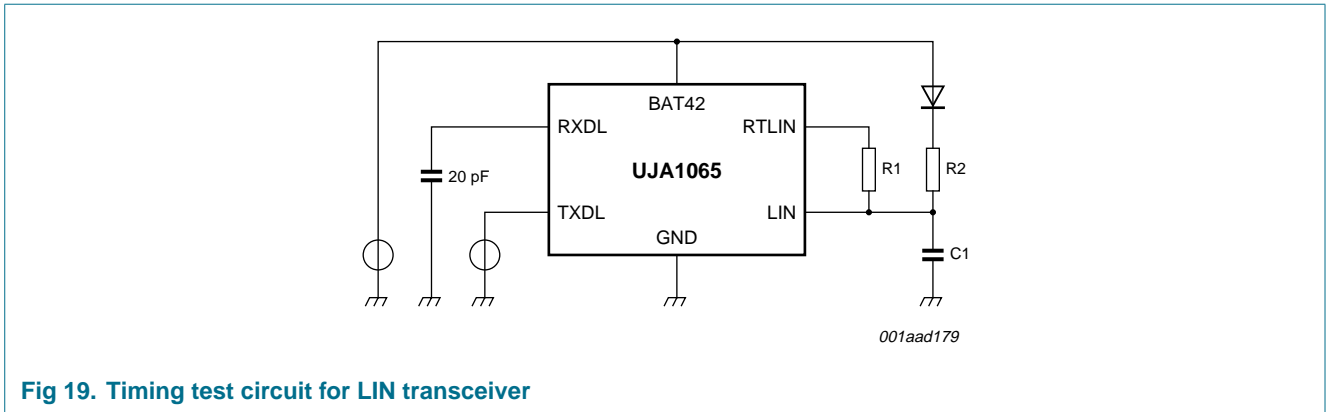 BAT42
RXDL
RTLIN
R1
R2
20 pF
UJA1065
TXDL
LIN
GND
C1
001aad179
Fig 19. Timing test circuit for LIN transceiver